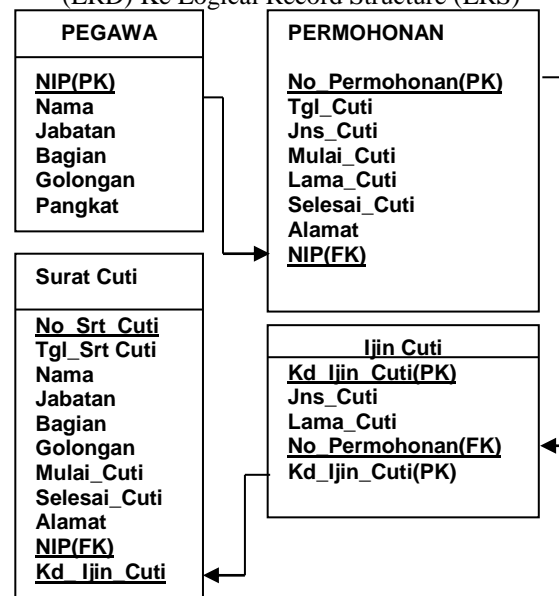 (ERD) Ke Logical Record Structure (LRS)
PEGAWA
NIP(PK)
Nama
Jabatan
Bagian
Golongan
Pangkat
PERMOHONAN
No_Permohonan(PK)
Tgl_Cuti
Jns_Cuti
Mulai_Cuti
Lama_Cuti
Selesai_Cuti
Alamat
NIP(FK)
Surat Cuti
No_Srt_Cuti
Tgl_Srt Cuti
Nama
Jabatan
Bagian
Golongan
Mulai_Cuti
Selesai_Cuti
Alamat
NIP(FK)
Kd_ Ijin_Cuti
Ijin Cuti
Kd_Ijin_Cuti(PK)
Jns_Cuti
Lama_Cuti
No_Permohonan(FK)
Kd_Ijin_Cuti(PK)